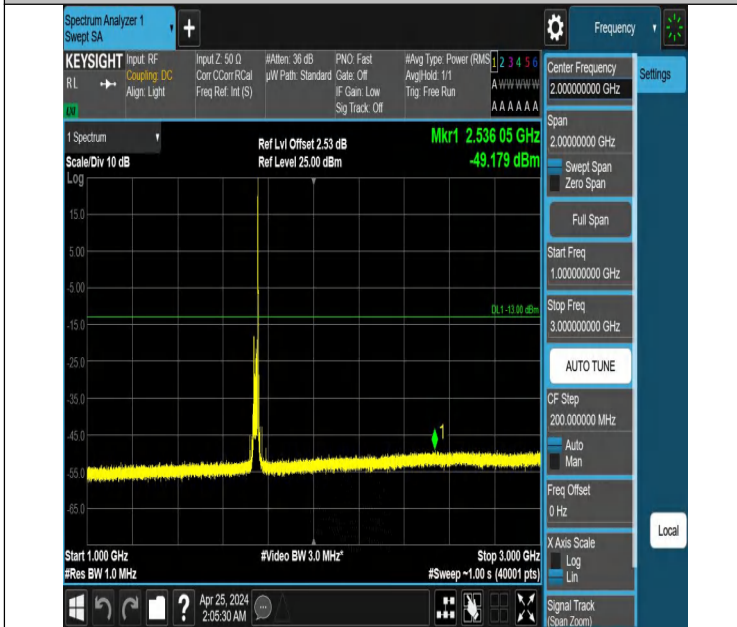 Spectrum Analyzer 1
Swept SA
Frequency
KEYSIGHT
RL
LXI
Input: RF
Coupling: DC
Align: Light
Input Z: 50 Ω
Corr CCorr RCal
Freq Ref: Int (S)
#Atten: 36 dB
µW Path: Standard
PNO: Fast
Gate: Off
IF Gain: Low
Sig Track: Off
#Avg Type: Power (RMS
Avg|Hold: 1/1
Trig: Free Run
1 2 3 4 5 6
A W W W W W
A A A A A A
1 Spectrum
Scale/Div 10 dB
Ref Lvl Offset 2.53 dB
Ref Level 25.00 dBm
Mkr1 2.536 05 GHz
-49.179 dBm
Log
15.0
5.00
-5.00
DL1 -13.00 dBm
-15.0
-25.0
-35.0
-45.0
1
-55.0
-65.0
Start 1.000 GHz
#Res BW 1.0 MHz
#Video BW 3.0 MHz*
Stop 3.000 GHz
#Sweep ~1.00 s (40001 pts)
Apr 25, 2024
2:05:30 AM
?
Center Frequency
2.000000000 GHz
Settings
Span
2.00000000 GHz
Swept Span
Zero Span
Full Span
Start Freq
1.000000000 GHz
Stop Freq
3.000000000 GHz
AUTO TUNE
CF Step
200.000000 MHz
Auto
Man
Freq Offset
0 Hz
X Axis Scale
Log
Lin
Local
Signal Track
(Span Zoom)